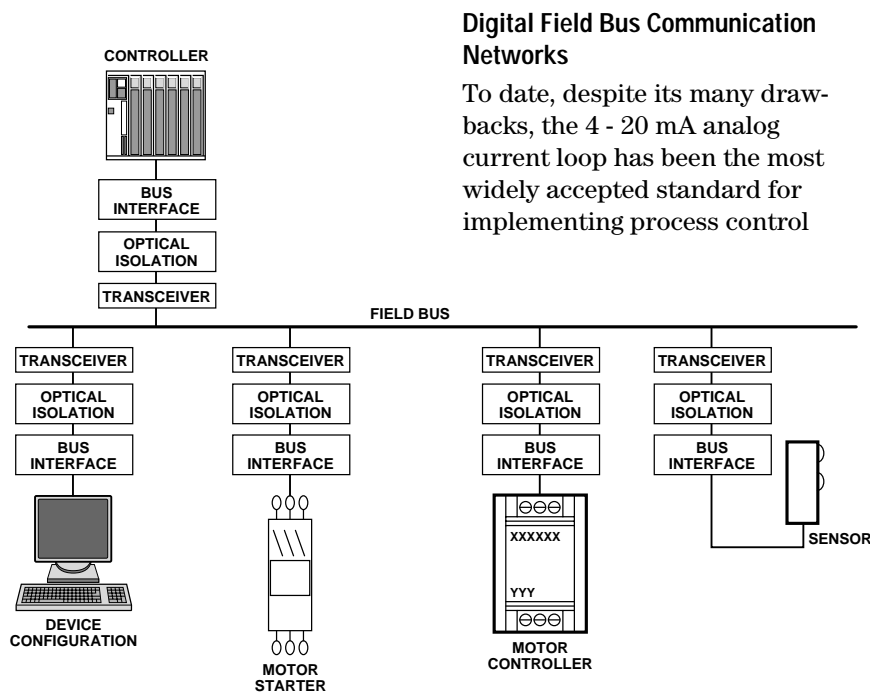 Digital Field Bus Communication
Networks
To date, despite its many draw-
backs, the 4 - 20 mA analog
current loop has been the most
widely accepted standard for
implementing process control
CONTROLLER
BUS
INTERFACE
OPTICAL
ISOLATION
TRANSCEIVER
FIELD BUS
TRANSCEIVER
OPTICAL
ISOLATION
BUS
INTERFACE
DEVICE
CONFIGURATION
TRANSCEIVER
OPTICAL
ISOLATION
BUS
INTERFACE
MOTOR
STARTER
TRANSCEIVER
OPTICAL
ISOLATION
BUS
INTERFACE
XXXXXX
YYY
MOTOR
CONTROLLER
TRANSCEIVER
OPTICAL
ISOLATION
BUS
INTERFACE
SENSOR